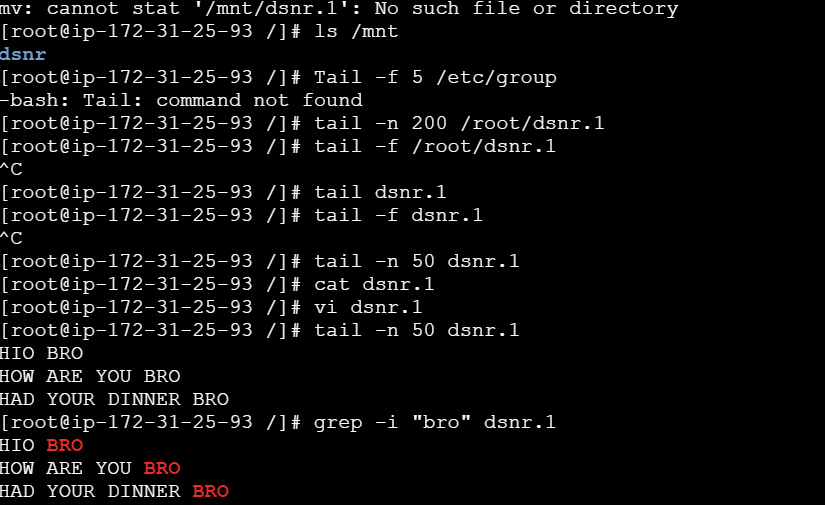 mv: cannot stat '/mnt/dsnr.1': No such file or directory
[root@ip-172-31-25-93 /]# ls /mnt
dsnr
[root@ip-172-31-25-93 /]# Tail -f 5 /etc/group
-bash: Tail: command not found
[root@ip-172-31-25-93 /]# tail -n 200 /root/dsnr.1
[root@ip-172-31-25-93 /]# tail -f /root/dsnr.1
^C
[root@ip-172-31-25-93 /]# tail dsnr.1
[root@ip-172-31-25-93 /]# tail -f dsnr.1
^C
[root@ip-172-31-25-93 /]# tail -n 50 dsnr.1
[root@ip-172-31-25-93 /]# cat dsnr.1
[root@ip-172-31-25-93 /]# vi dsnr.1
[root@ip-172-31-25-93 /]# tail -n 50 dsnr.1
HIO BRO
HOW ARE YOU BRO
HAD YOUR DINNER BRO
[root@ip-172-31-25-93 /]# grep -i "bro" dsnr.1
HIO BRO
HOW ARE YOU BRO
HAD YOUR DINNER BRO